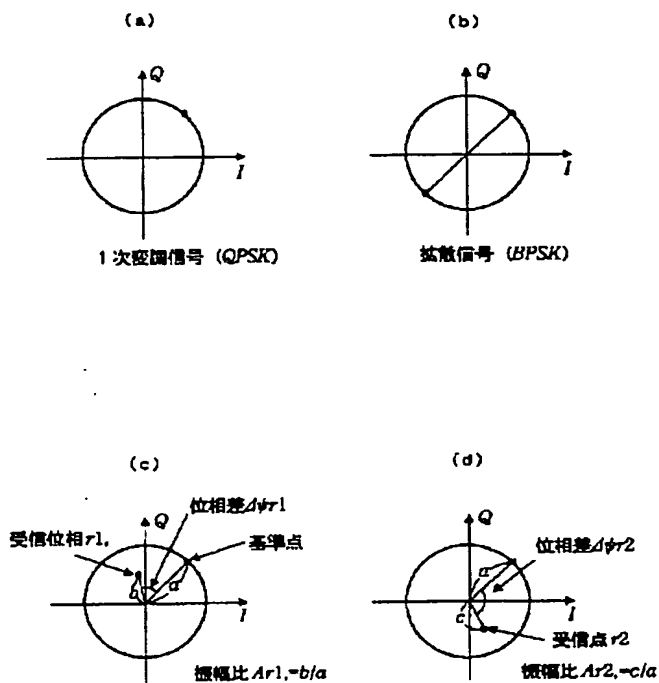 (a)
Q
I
1次変調信号 (QPSK)
(b)
Q
I
拡散信号 (BPSK)
(c)
Q
位相差Δψr1
受信位相r1,
基準点
b
a
I
振幅比Ar1,=b/a
(d)
Q
a
位相差Δψr2
c
I
受信点r2
振幅比Ar2,=c/a